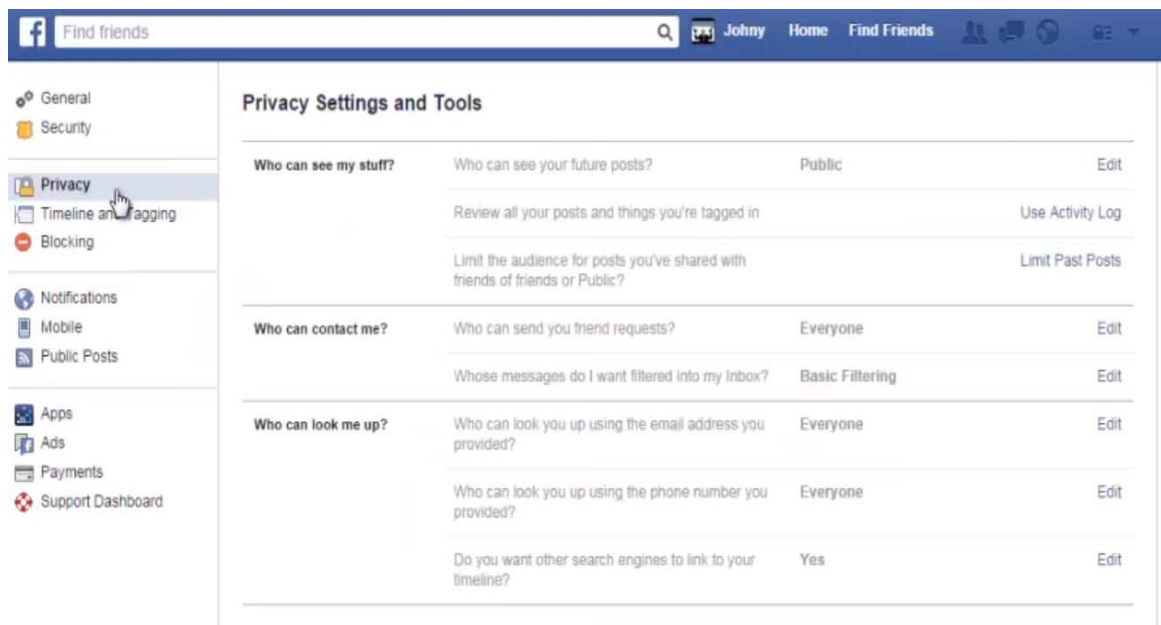 f
Find friends
Johny Home Find Friends
General
Security
Privacy
Timeline and Tagging
Blocking
Notifications
Mobile
Public Posts
Apps
Ads
Payments
Support Dashboard
Privacy Settings and Tools
Who can see my stuff?
Who can see your future posts? Public Edit
Review all your posts and things you're tagged in Use Activity Log
Limit the audience for posts you've shared with Limit Past Posts
friends of friends or Public?
Who can contact me?
Who can send you friend requests? Everyone Edit
Whose messages do I want filtered into my Inbox? Basic Filtering Edit
Who can look me up?
Who can look you up using the email address you Everyone Edit
provided?
Who can look you up using the phone number you Everyone Edit
provided?
Do you want other search engines to link to your Yes Edit
timeline?